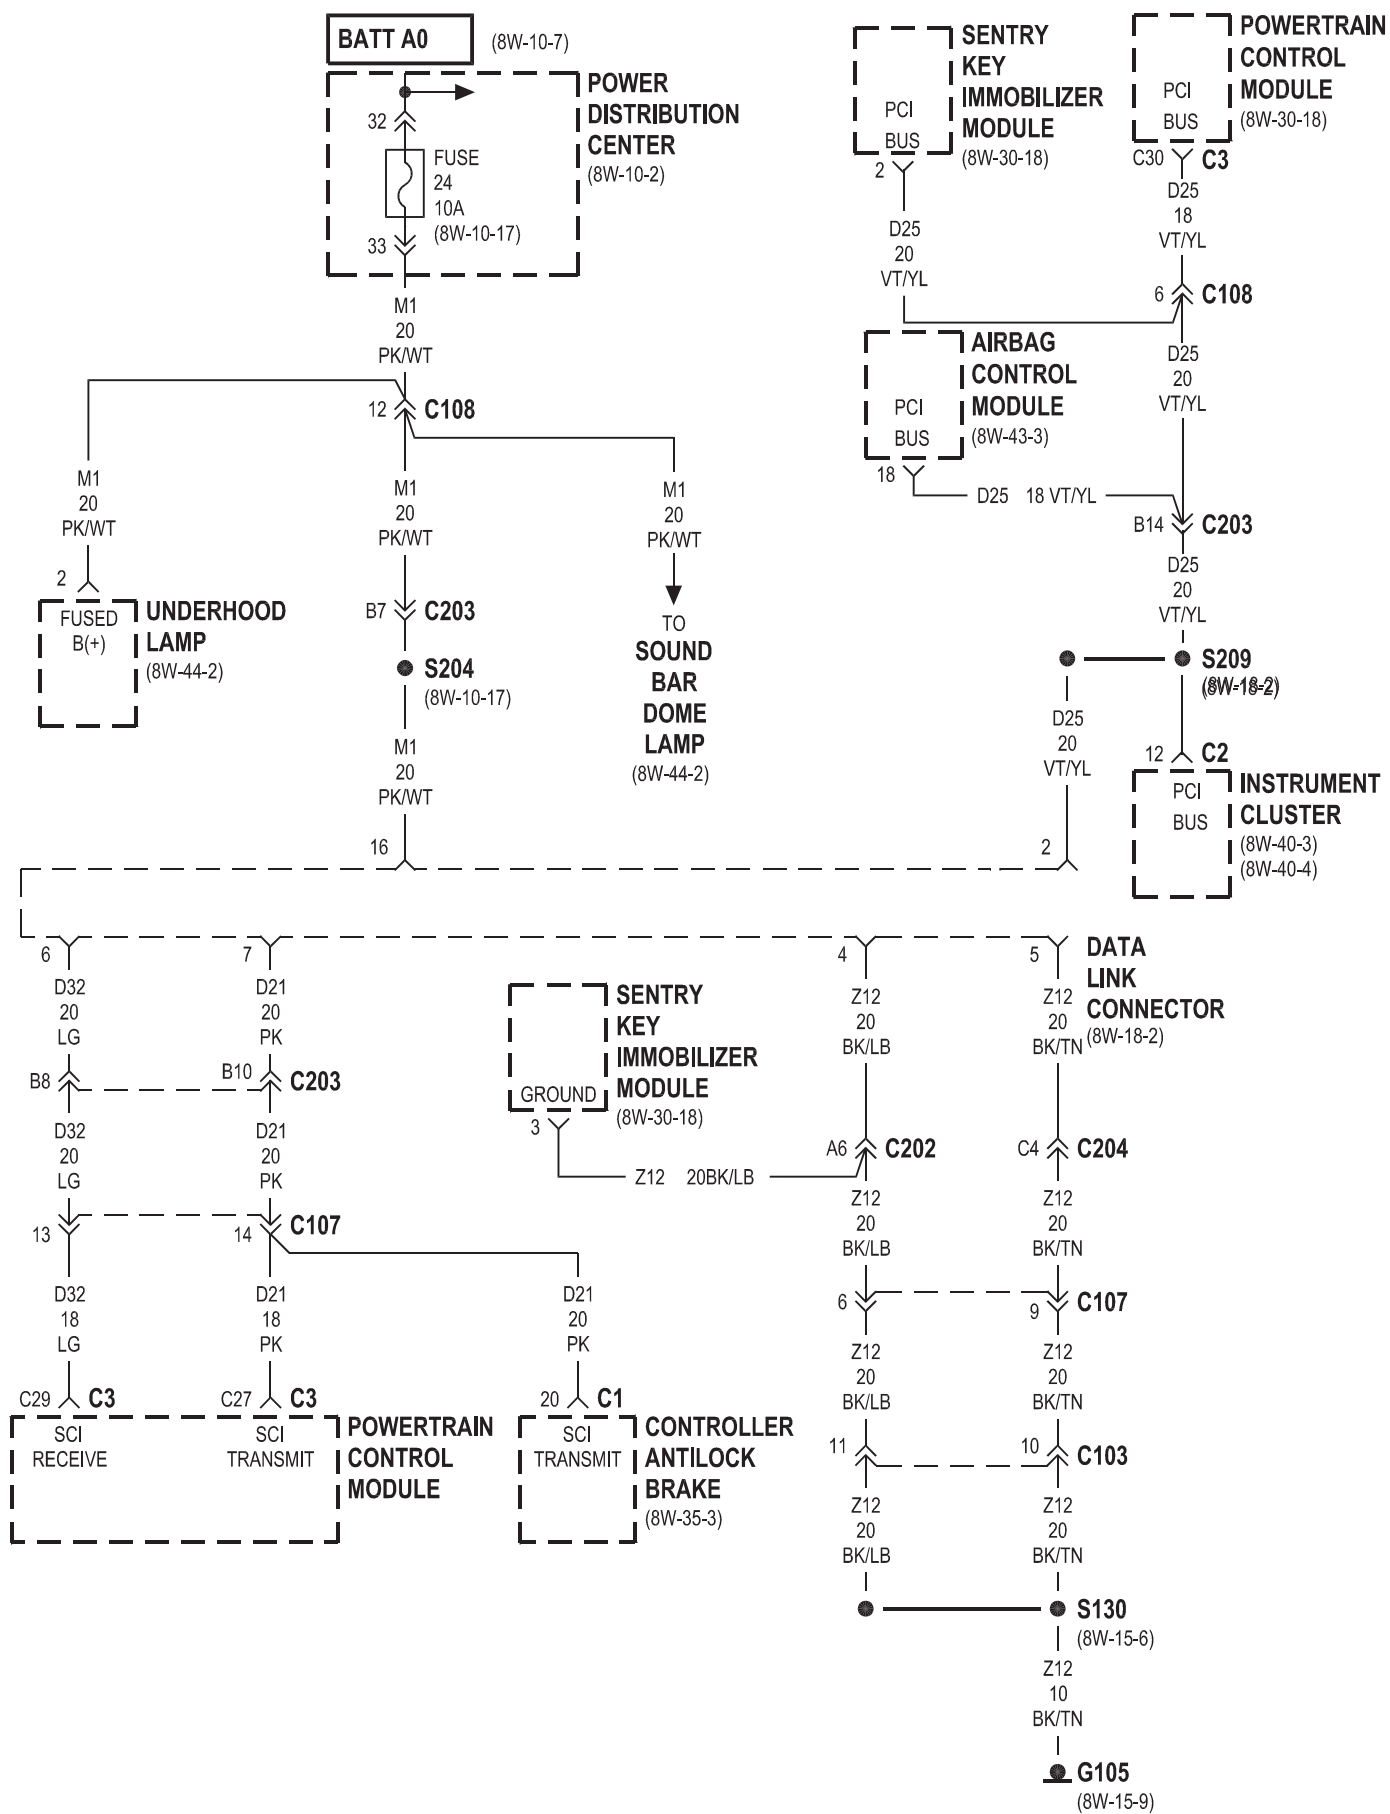 BATT A0
(8W-10-7)
POWER
DISTRIBUTION
CENTER
(8W-10-2)
32
FUSE
24
10A
(8W-10-17)
33
M1
20
PK/WT
12
C108
M1
20
PK/WT
2
FUSED
B(+)
UNDERHOOD
LAMP
(8W-44-2)
M1
20
PK/WT
B7
C203
S204
(8W-10-17)
M1
20
PK/WT
16
M1
20
PK/WT
TO
SOUND
BAR
DOME
LAMP
(8W-44-2)
PCI
BUS
SENTRY
KEY
IMMOBILIZER
MODULE
(8W-30-18)
2
D25
20
VT/YL
PCI
BUS
POWERTRAIN
CONTROL
MODULE
(8W-30-18)
C30
C3
D25
18
VT/YL
6
C108
D25
20
VT/YL
PCI
BUS
AIRBAG
CONTROL
MODULE
(8W-43-3)
18
D25 18 VT/YL
B14
C203
D25
20
VT/YL
S209
(8W-18-2)
D25
20
VT/YL
2
12
C2
PCI
BUS
INSTRUMENT
CLUSTER
(8W-40-3)
(8W-40-4)
DATA
LINK
CONNECTOR
(8W-18-2)
6
D32
20
LG
B8
D32
20
LG
13
D32
18
LG
C29
C3
SCI
RECEIVE
7
D21
20
PK
B10
C203
D21
20
PK
14
C107
D21
18
PK
C27
C3
SCI
TRANSMIT
POWERTRAIN
CONTROL
MODULE
D21
20
PK
20
C1
SCI
TRANSMIT
CONTROLLER
ANTILOCK
BRAKE
(8W-35-3)
GROUND
SENTRY
KEY
IMMOBILIZER
MODULE
(8W-30-18)
3
Z12 20BK/LB
4
Z12
20
BK/LB
A6
C202
Z12
20
BK/LB
6
Z12
20
BK/LB
11
Z12
20
BK/LB
5
Z12
20
BK/TN
C4
C204
Z12
20
BK/TN
9
C107
Z12
20
BK/TN
10
C103
Z12
20
BK/TN
S130
(8W-15-6)
Z12
10
BK/TN
G105
(8W-15-9)